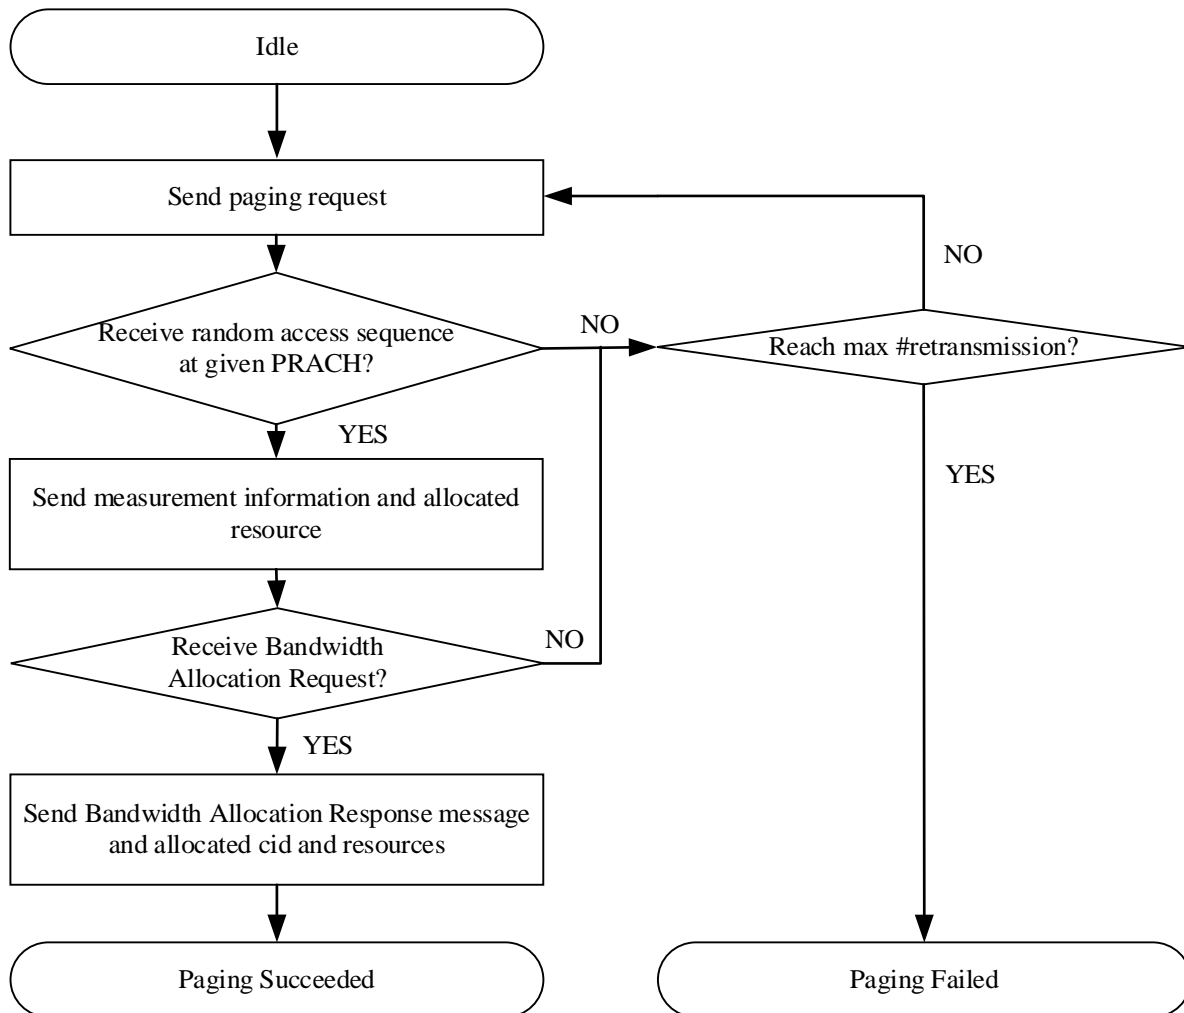 Idle
Send paging request
NO
Receive random access sequence
at given PRACH?
NO
Reach max #retransmission?
YES
Send measurement information and allocated
resource
YES
Receive Bandwidth
Allocation Request?
NO
YES
Send Bandwidth Allocation Response message
and allocated cid and resources
Paging Succeeded
Paging Failed